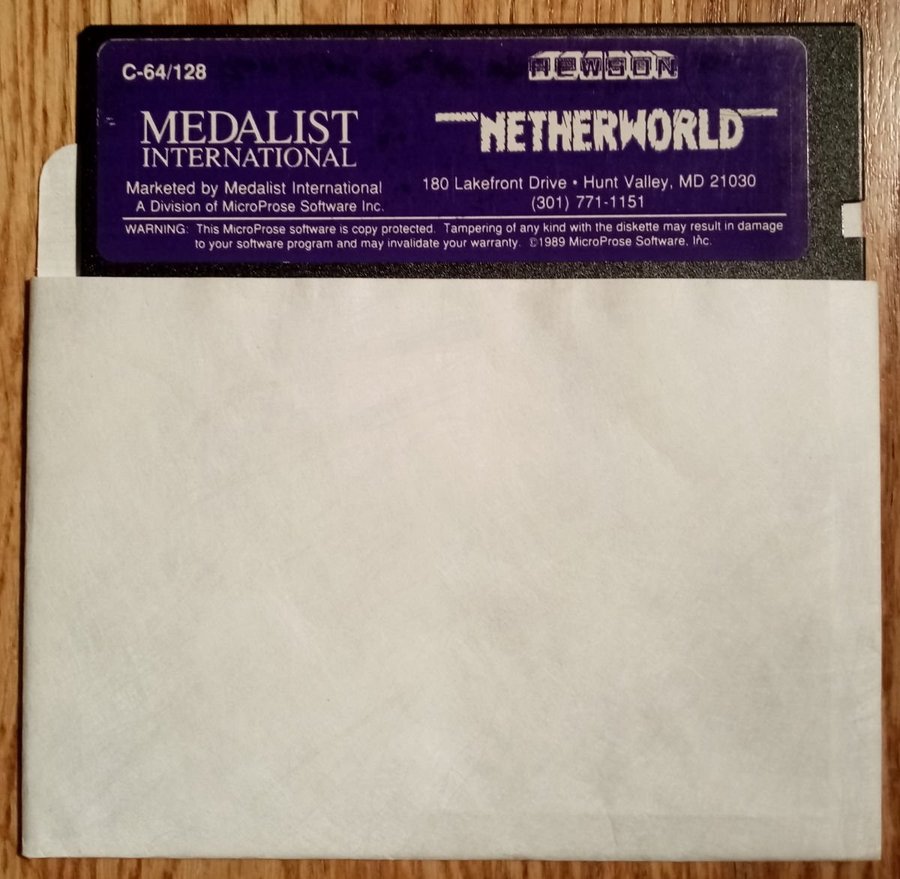 C-64/128
HEWSON
MEDALIST
INTERNATIONAL
Marketed by Medalist International
A Division of MicroProse Software Inc.
NETHERWORLD
180 Lakefront Drive • Hunt Valley, MD 21030
(301) 771-1151
WARNING: This MicroProse software is copy protected. Tampering of any kind with the diskette may result in damage
to your software program and may invalidate your warranty. ©1989 MicroProse Software, Inc.